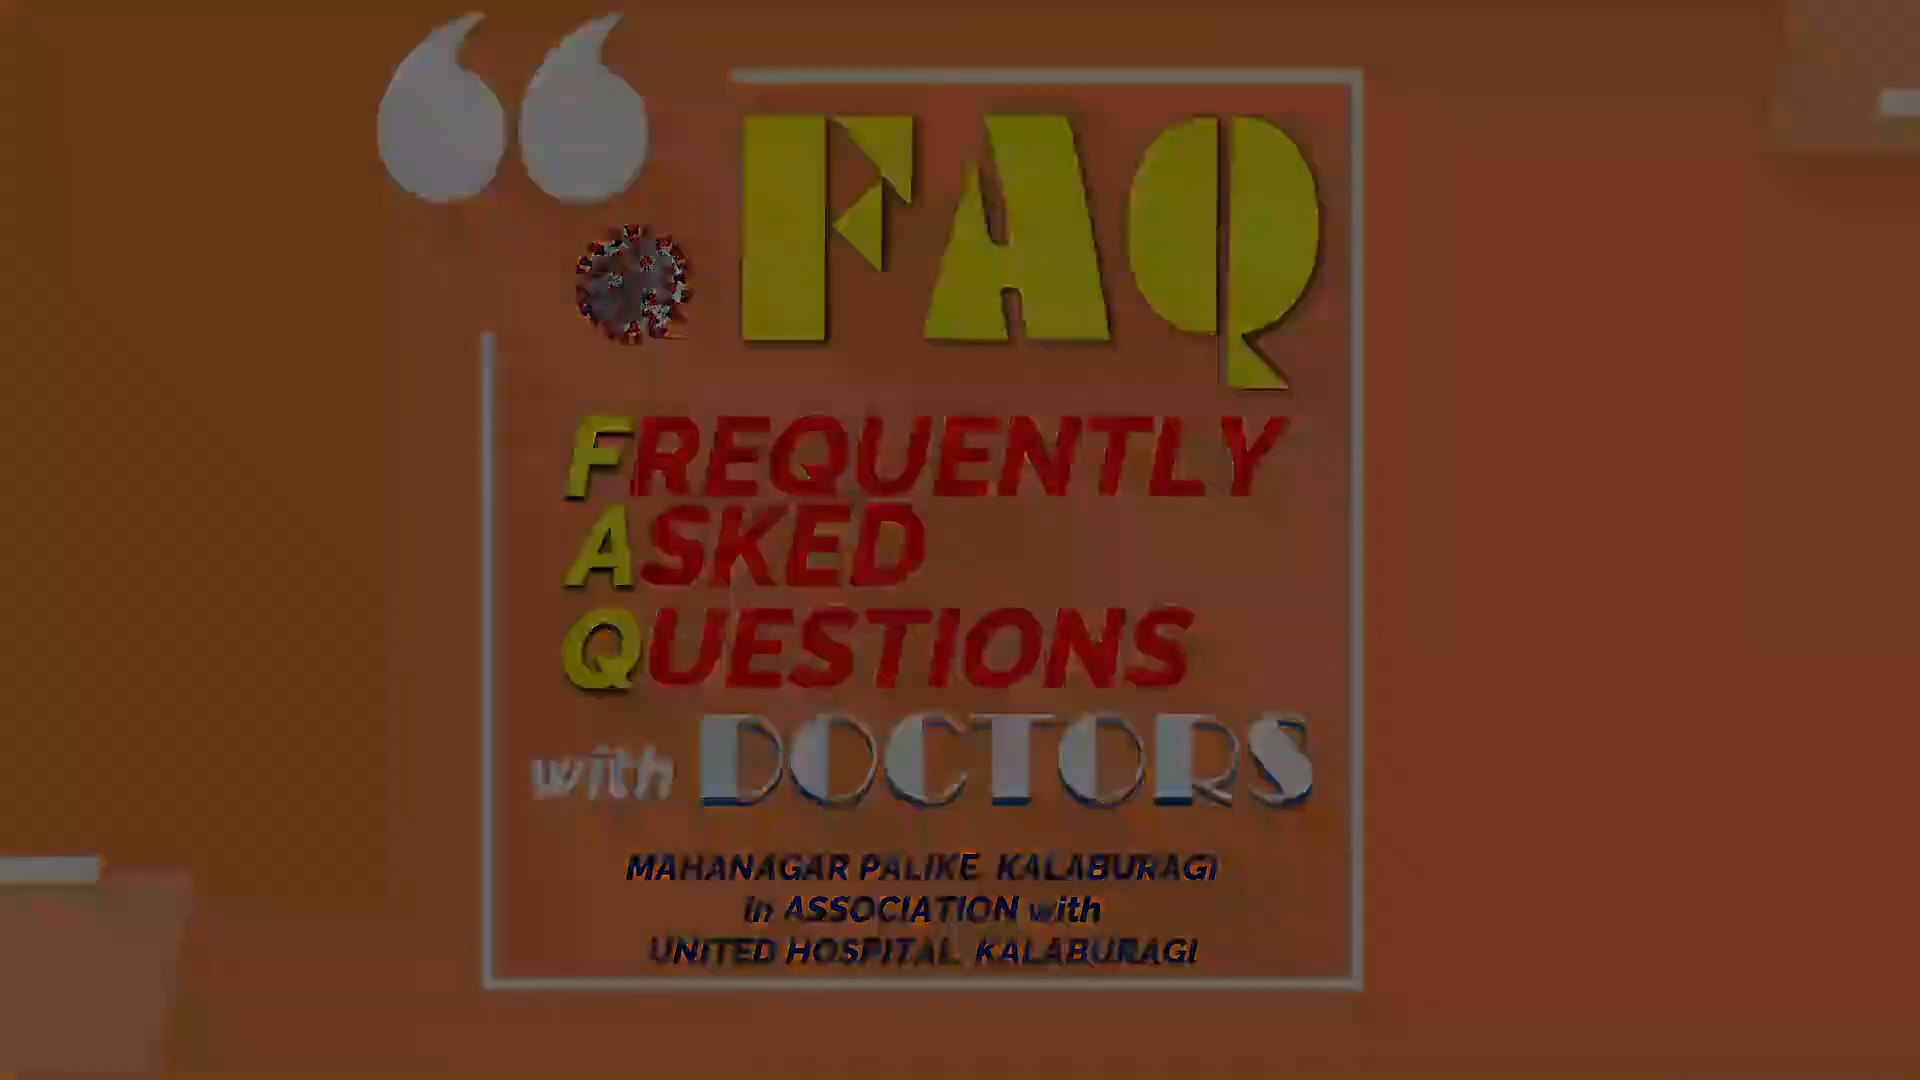 FAQ
FREQUENTLY
ASKED
QUESTIONS
with DOCTORS
MAHANAGAR PALIKE KALABURAGI
in ASSOCIATION with
UNITED HOSPITAL KALABURAGI